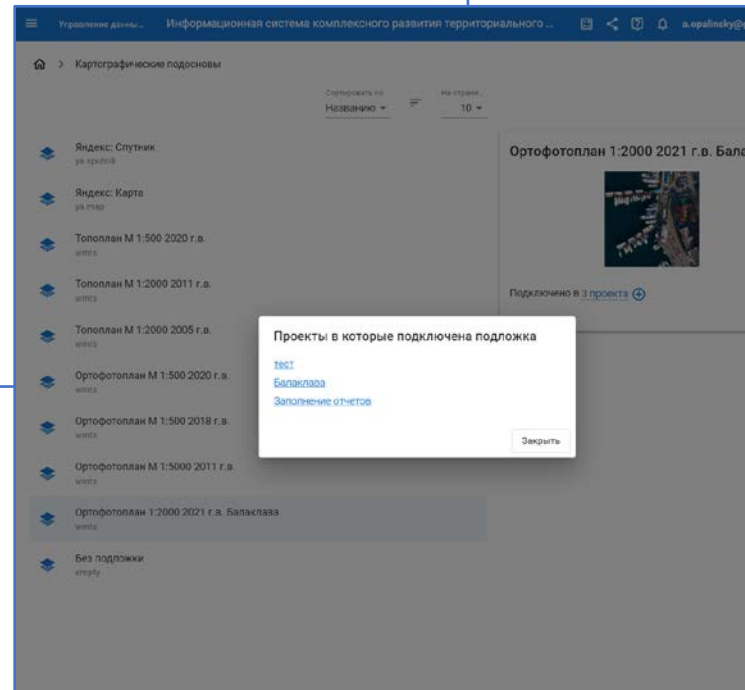 Управление данны...
Информационная система комплексного развития территориального ...
a.opalinsky@
Картографические подосновы
Сортировать по
Названию
На страни..
10
Яндекс: Спутник
ya sputnik
Яндекс: Карта
ya map
Топоплан М 1:500 2020 г.в.
wmts
Топоплан М 1:2000 2011 г.в.
wmts
Топоплан М 1:2000 2005 г.в.
wmts
Ортофотоплан М 1:500 2020 г.в.
wmts
Ортофотоплан М 1:500 2018 г.в.
wmts
Ортофотоплан М 1:5000 2011 г.в.
wmts
Ортофотоплан 1:2000 2021 г.в. Балаклава
wmts
Без подложки
empty
Ортофотоплан 1:2000 2021 г.в. Бала
Подключено в 3 проекта
Проекты в которые подключена подложка
тест
Балаклава
Заполнение отчетов
Закрыть